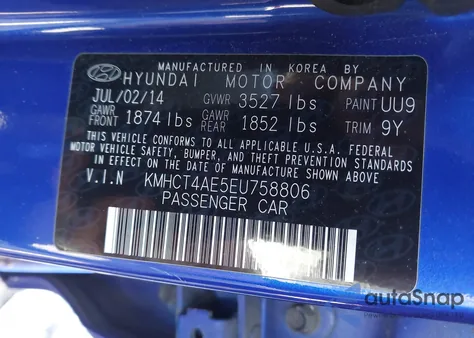 MANUFACTURED IN KOREA BY
HYUNDAI MOTOR COMPANY
JUL/02/14 GVWR 3527 lbs PAINT UU9
GAWR FRONT 1874 lbs GAWR REAR 1852 lbs TRIM 9Y
THIS VEHICLE CONFORMS TO ALL APPLICABLE U.S.A. FEDERAL
MOTOR VEHICLE SAFETY, BUMPER, AND THEFT PREVENTION STANDARDS
IN EFFECT ON THE DATE OF MANUFACTURE SHOWN ABOVE.
V.I.N KMHCT4AE5EU758806
PASSENGER CAR
autoSnap